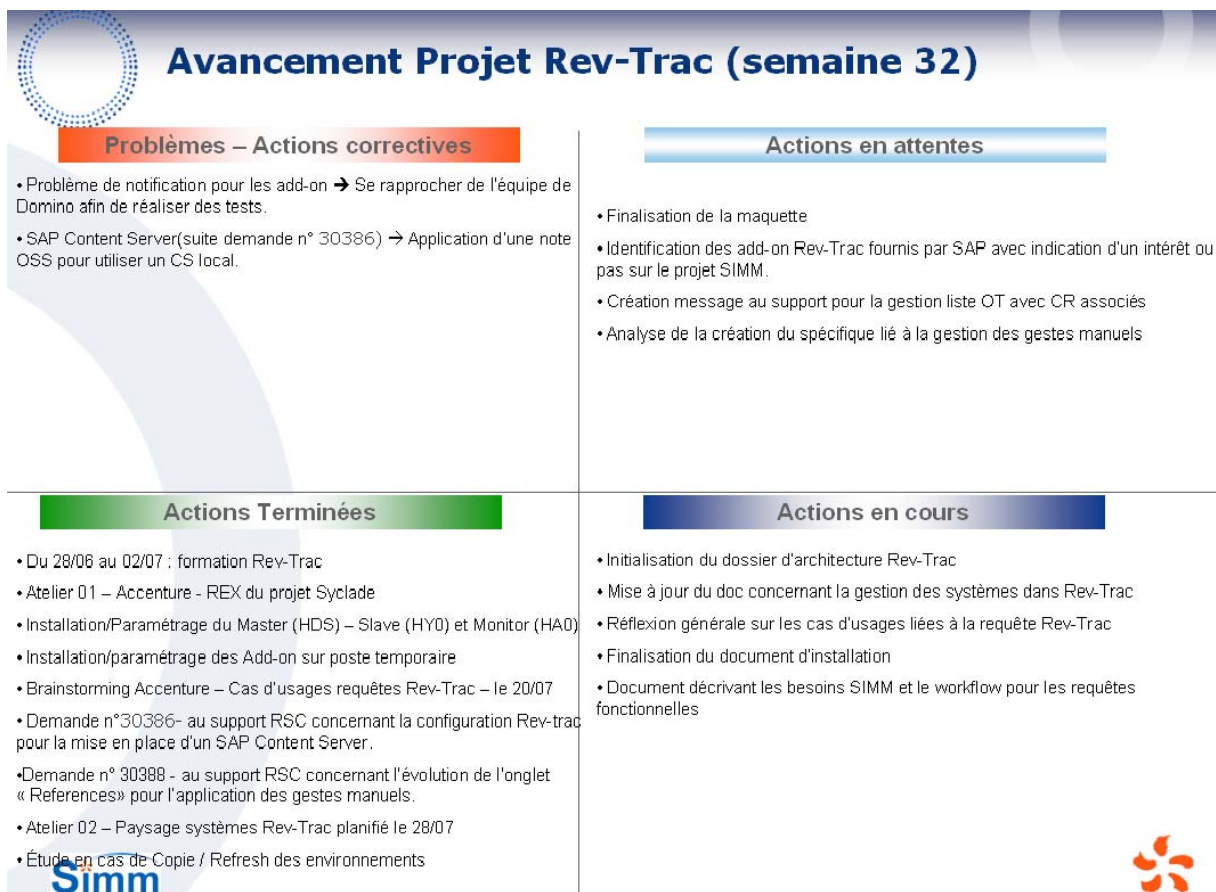 Avancement Projet Rev-Trac (semaine 32)
Problèmes – Actions correctives
• Problème de notification pour les add-on ➔ Se rapprocher de l'équipe de
Domino afin de réaliser des tests.
• SAP Content Server(suite demande n° 30386) → Application d'une note
OSS pour utiliser un CS local.
Actions en attentes
• Finalisation de la maquette
• Identification des add-on Rev-Trac fournis par SAP avec indication d'un intérêt ou
pas sur le projet SIMM.
• Création message au support pour la gestion liste OT avec CR associés
• Analyse de la création du spécifique lié à la gestion des gestes manuels
Actions Terminées
• Du 28/06 au 02/07 : formation Rev-Trac
• Atelier 01 – Accenture - REX du projet Syclade
• Installation/Paramétrage du Master (HDS) – Slave (HY0) et Monitor (HA0)
• Installation/paramétrage des Add-on sur poste temporaire
• Brainstorming Accenture – Cas d'usages requêtes Rev-Trac – le 20/07
• Demande n°30386- au support RSC concernant la configuration Rev-trac
pour la mise en place d'un SAP Content Server.
•Demande n° 30388 - au support RSC concernant l'évolution de l'onglet
« References» pour l'application des gestes manuels.
• Atelier 02 – Paysage systèmes Rev-Trac planifié le 28/07
• Étude en cas de Copie / Refresh des environnements
Simm
Actions en cours
• Initialisation du dossier d'architecture Rev-Trac
• Mise à jour du doc concernant la gestion des systèmes dans Rev-Trac
• Réflexion générale sur les cas d'usages liées à la requête Rev-Trac
• Finalisation du document d'installation
• Document décrivant les besoins SIMM et le workflow pour les requêtes
fonctionnelles